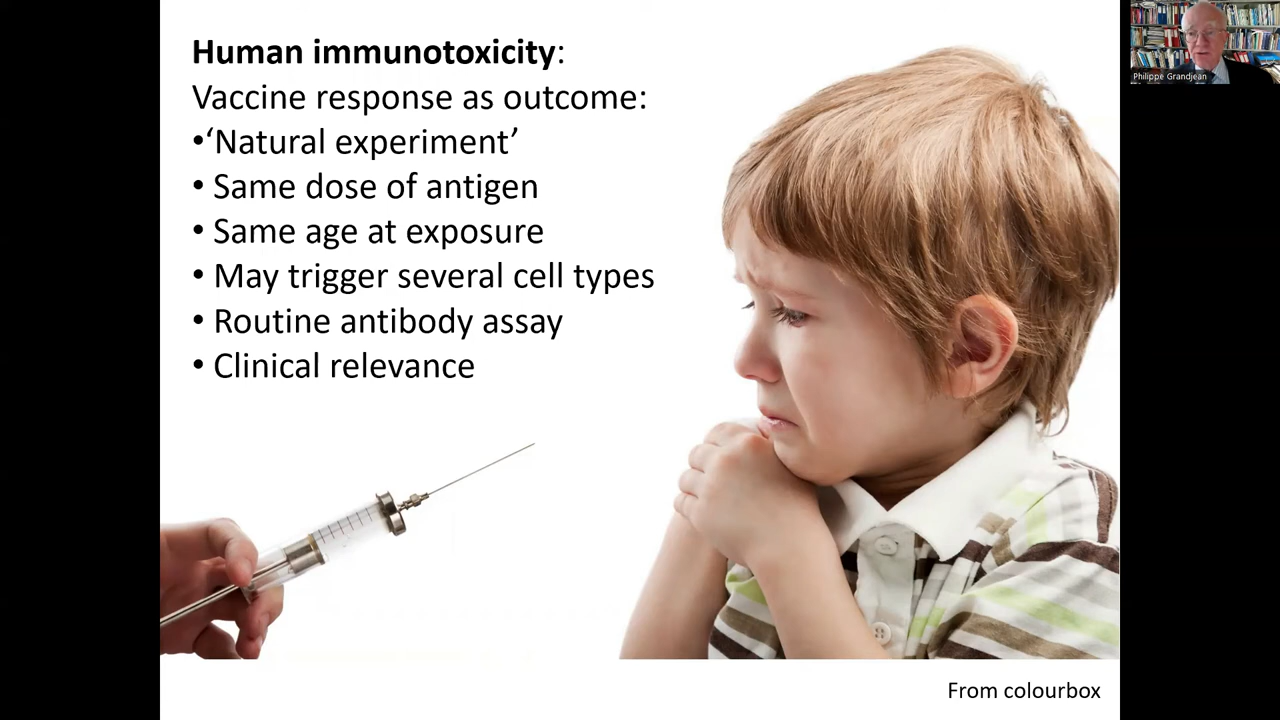 Human immunotoxicity:
Vaccine response as outcome:
•‘Natural experiment’
• Same dose of antigen
• Same age at exposure
• May trigger several cell types
• Routine antibody assay
• Clinical relevance
From colourbox
Philippe Grandjean